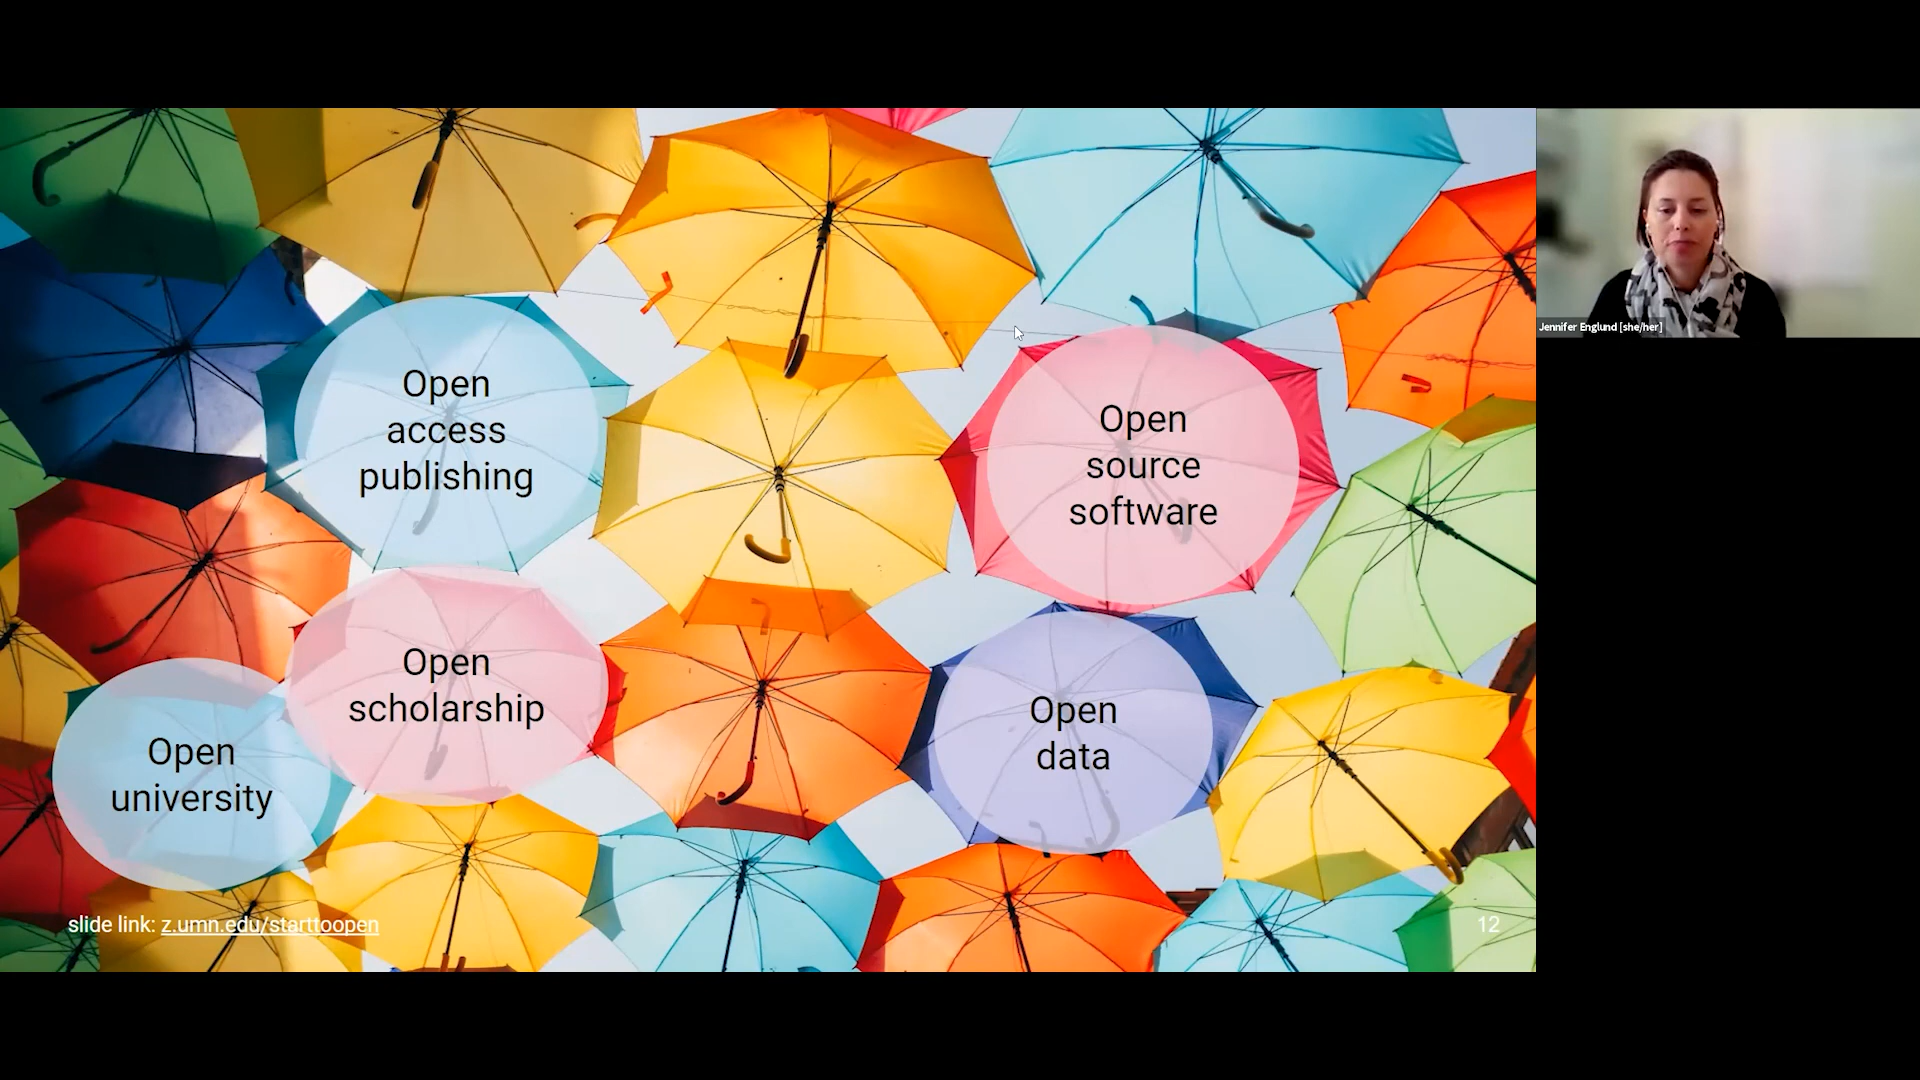 Open
access
publishing
Open
source
software
Open
scholarship
Open
data
Open
university
slide link: z.umn.edu/starttoopen
12
Jennifer Englund [she/her]